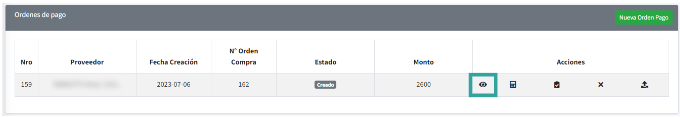 Ordenes de pago
Nueva Orden Pago
Nro Proveedor Fecha Creación N° Orden Compra Estado Monto Acciones
159 2023-07-06 162 Creado 2600